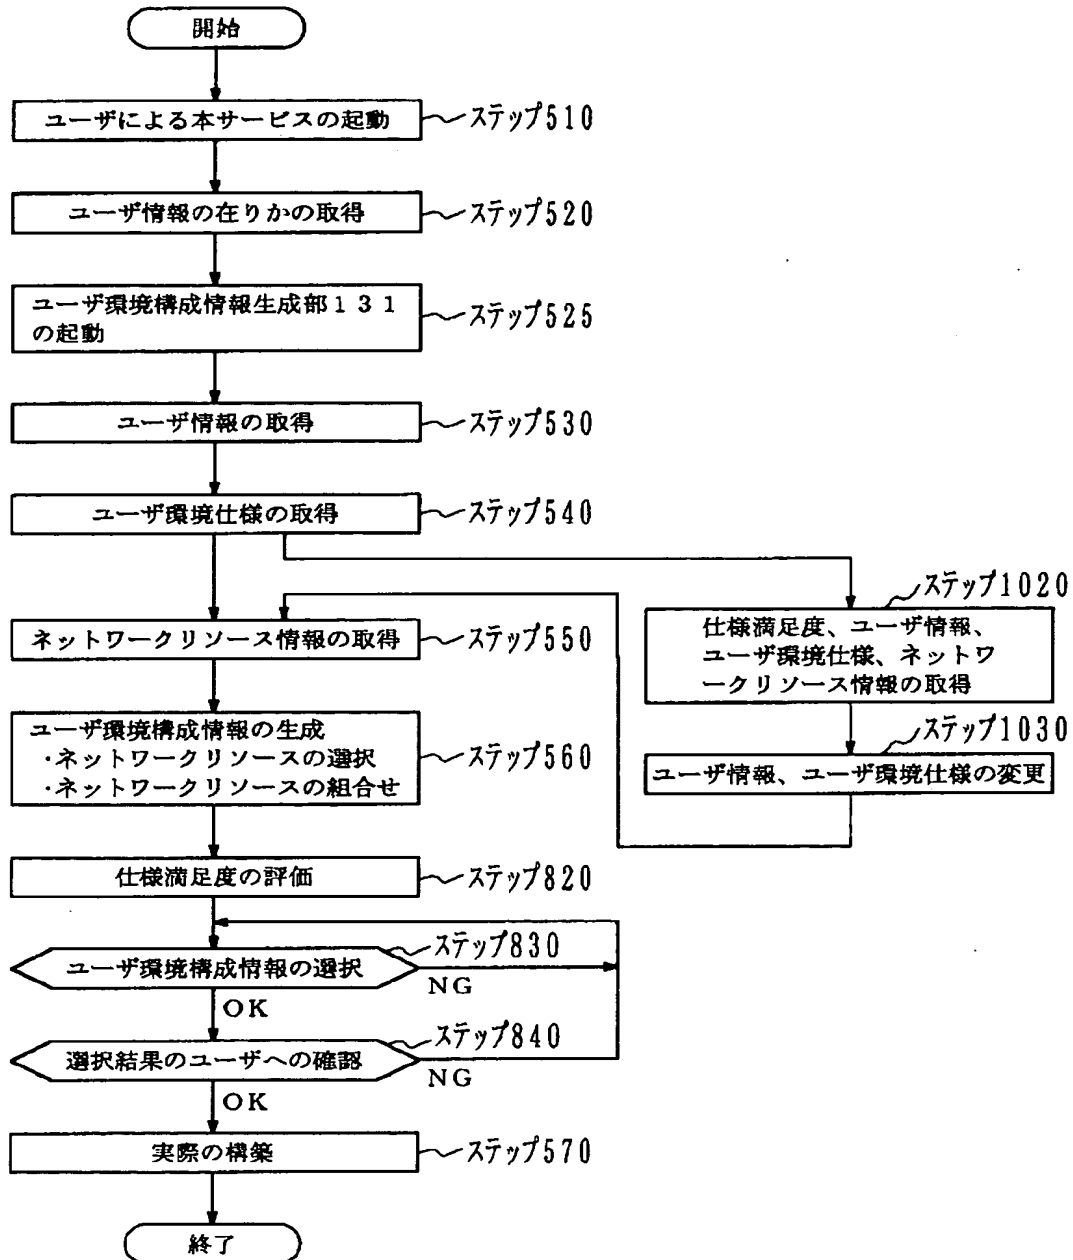 開始
ユーザによる本サービスの起動
ステップ510
ユーザ情報の在りかの取得
ステップ520
ユーザ環境構成情報生成部131
の起動
ステップ525
ユーザ情報の取得
ステップ530
ユーザ環境仕様の取得
ステップ540
ステップ1020
仕様満足度、ユーザ情報、
ユーザ環境仕様、ネットワ
ークリソース情報の取得
ステップ1030
ユーザ情報、ユーザ環境仕様の変更
ネットワークリソース情報の取得
ステップ550
ユーザ環境構成情報の生成
・ネットワークリソースの選択
・ネットワークリソースの組合せ
ステップ560
仕様満足度の評価
ステップ820
ステップ830
ユーザ環境構成情報の選択
NG
OK
ステップ840
選択結果のユーザへの確認
NG
OK
実際の構築
ステップ570
終了